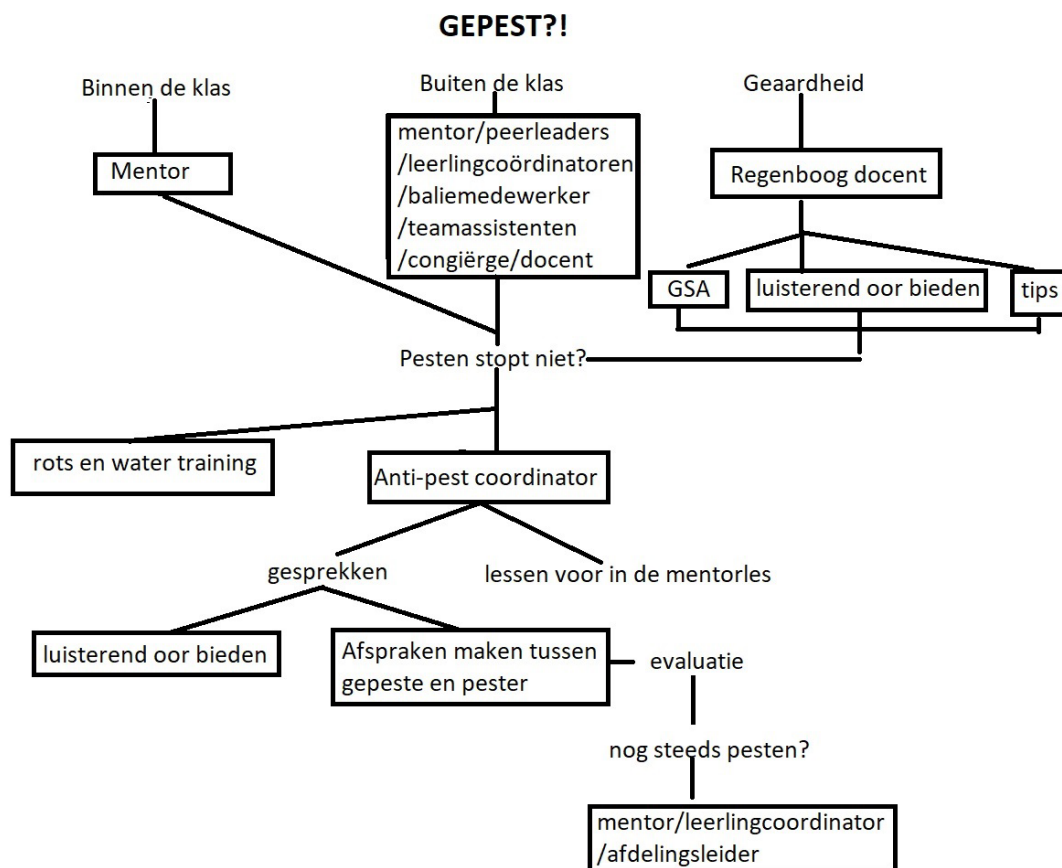 GEPEST?!
Binnen de klas
Buiten de klas
Geaardheid
Mentor
mentor/peerleaders
/leerlingcoördinatoren
/baliemedewerker
/teamassistenten
/congiërge/docent
Regenboog docent
GSA
luisterend oor bieden
tips
Pesten stopt niet?
rots en water training
Anti-pest coordinator
gesprekken
lessen voor in de mentorles
luisterend oor bieden
Afspraken maken tussen
gepeste en pester
evaluatie
nog steeds pesten?
mentor/leerlingcoordinator
/afdelingsleider